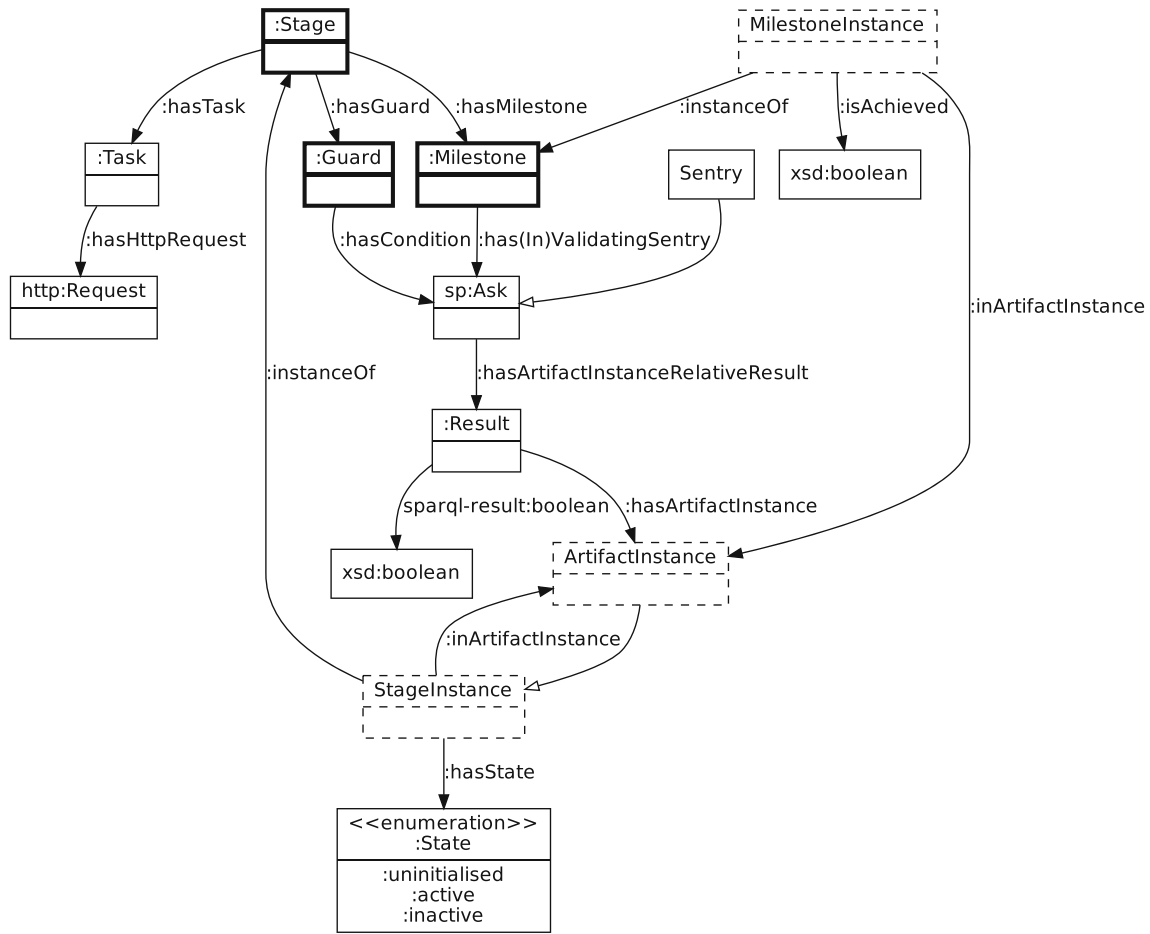 :Stage
MilestoneInstance
:hasTask
:hasGuard
:hasMilestone
:instanceOf
:isAchieved
:Task
:Guard
:Milestone
Sentry
xsd:boolean
:hasHttpRequest
:hasCondition
:has(In)ValidatingSentry
http:Request
sp:Ask
:inArtifactInstance
:instanceOf
:hasArtifactInstanceRelativeResult
:Result
sparql-result:boolean
:hasArtifactInstance
xsd:boolean
ArtifactInstance
:inArtifactInstance
StageInstance
:hasState
<<enumeration>>
:State
:uninitialised
:active
:inactive